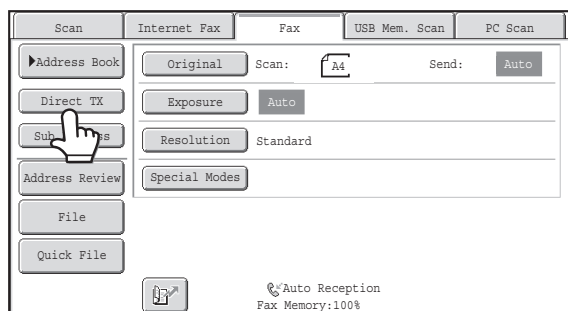 Scan Internet Fax Fax USB Mem. Scan PC Scan
Address Book Original Scan: A4 Send: Auto
Direct TX Exposure Auto
Sub Resolution Standard
Address Review Special Modes
File
Quick File
Auto Reception
Fax Memory:100%